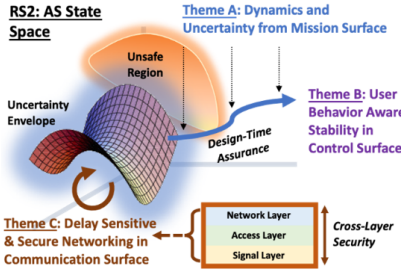 RS2: AS State
Space
Theme A: Dynamics and
Uncertainty from Mission Surface
Unsafe
Region
Uncertainty
Envelope
Theme B: User
Behavior Aware
Stability in
Control Surface
Design-Time
Assurance
Theme C: Delay Sensitive
& Secure Networking in
Communication Surface
Network Layer
Access Layer
Signal Layer
Cross-Layer
Security